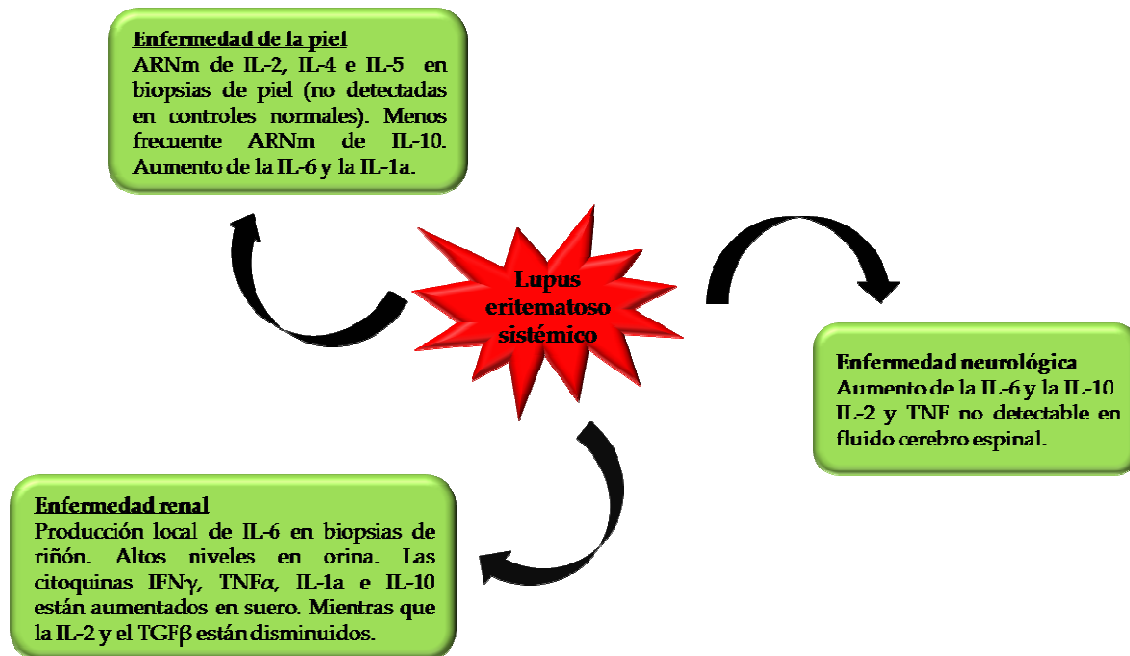 Enfermedad de la piel
ARNm de IL-2, IL-4 e IL-5 en
biopsias de piel (no detectadas
en controles normales). Menos
frecuente ARNm de IL-10.
Aumento de la IL-6 y la IL-1a.
Lupus
eritematoso
sistémico
Enfermedad neurológica
Aumento de la IL-6 y la IL-10
IL-2 y TNF no detectable en
fluido cerebro espinal.
Enfermedad renal
Producción local de IL-6 en biopsias de
riñón. Altos niveles en orina. Las
citoquinas IFNγ, TNFα, IL-1a e IL-10
están aumentados en suero. Mientras que
la IL-2 y el TGFβ están disminuidos.